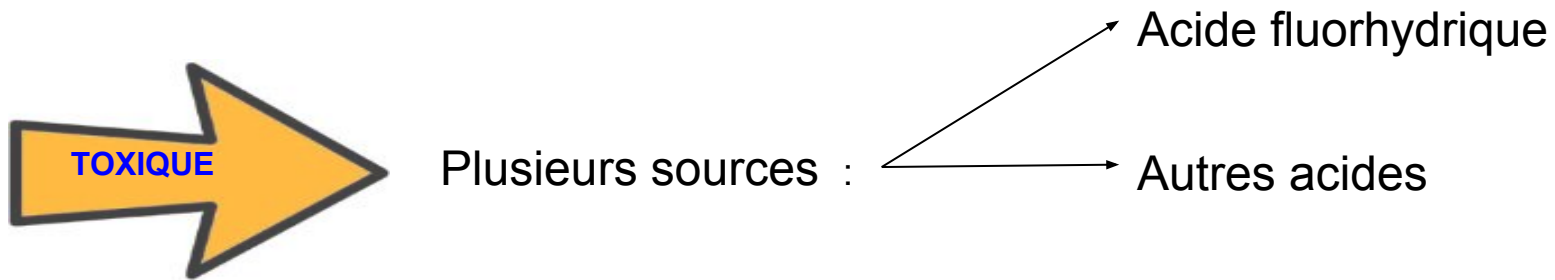 Acide fluorhydrique
TOXIQUE
Plusieurs sources :
Autres acides